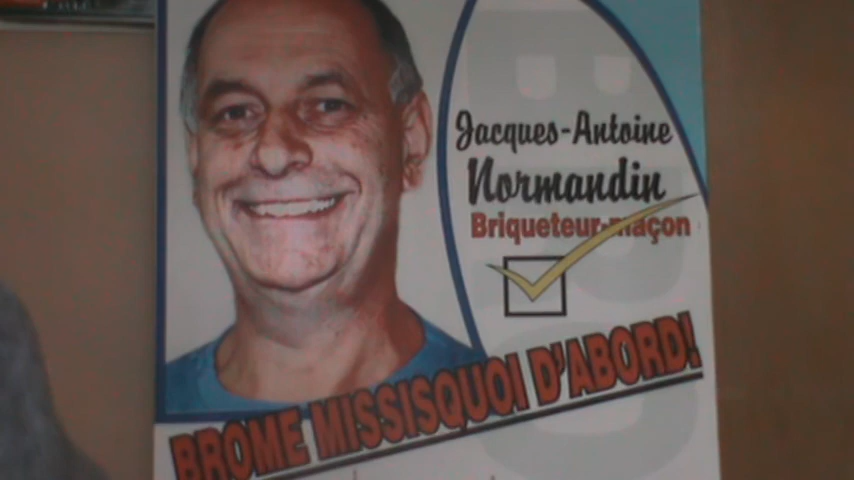 Jacques-Antoine
Normandin
Briqueteur-maçon
BROME MISSISQUOI D'ABORD!